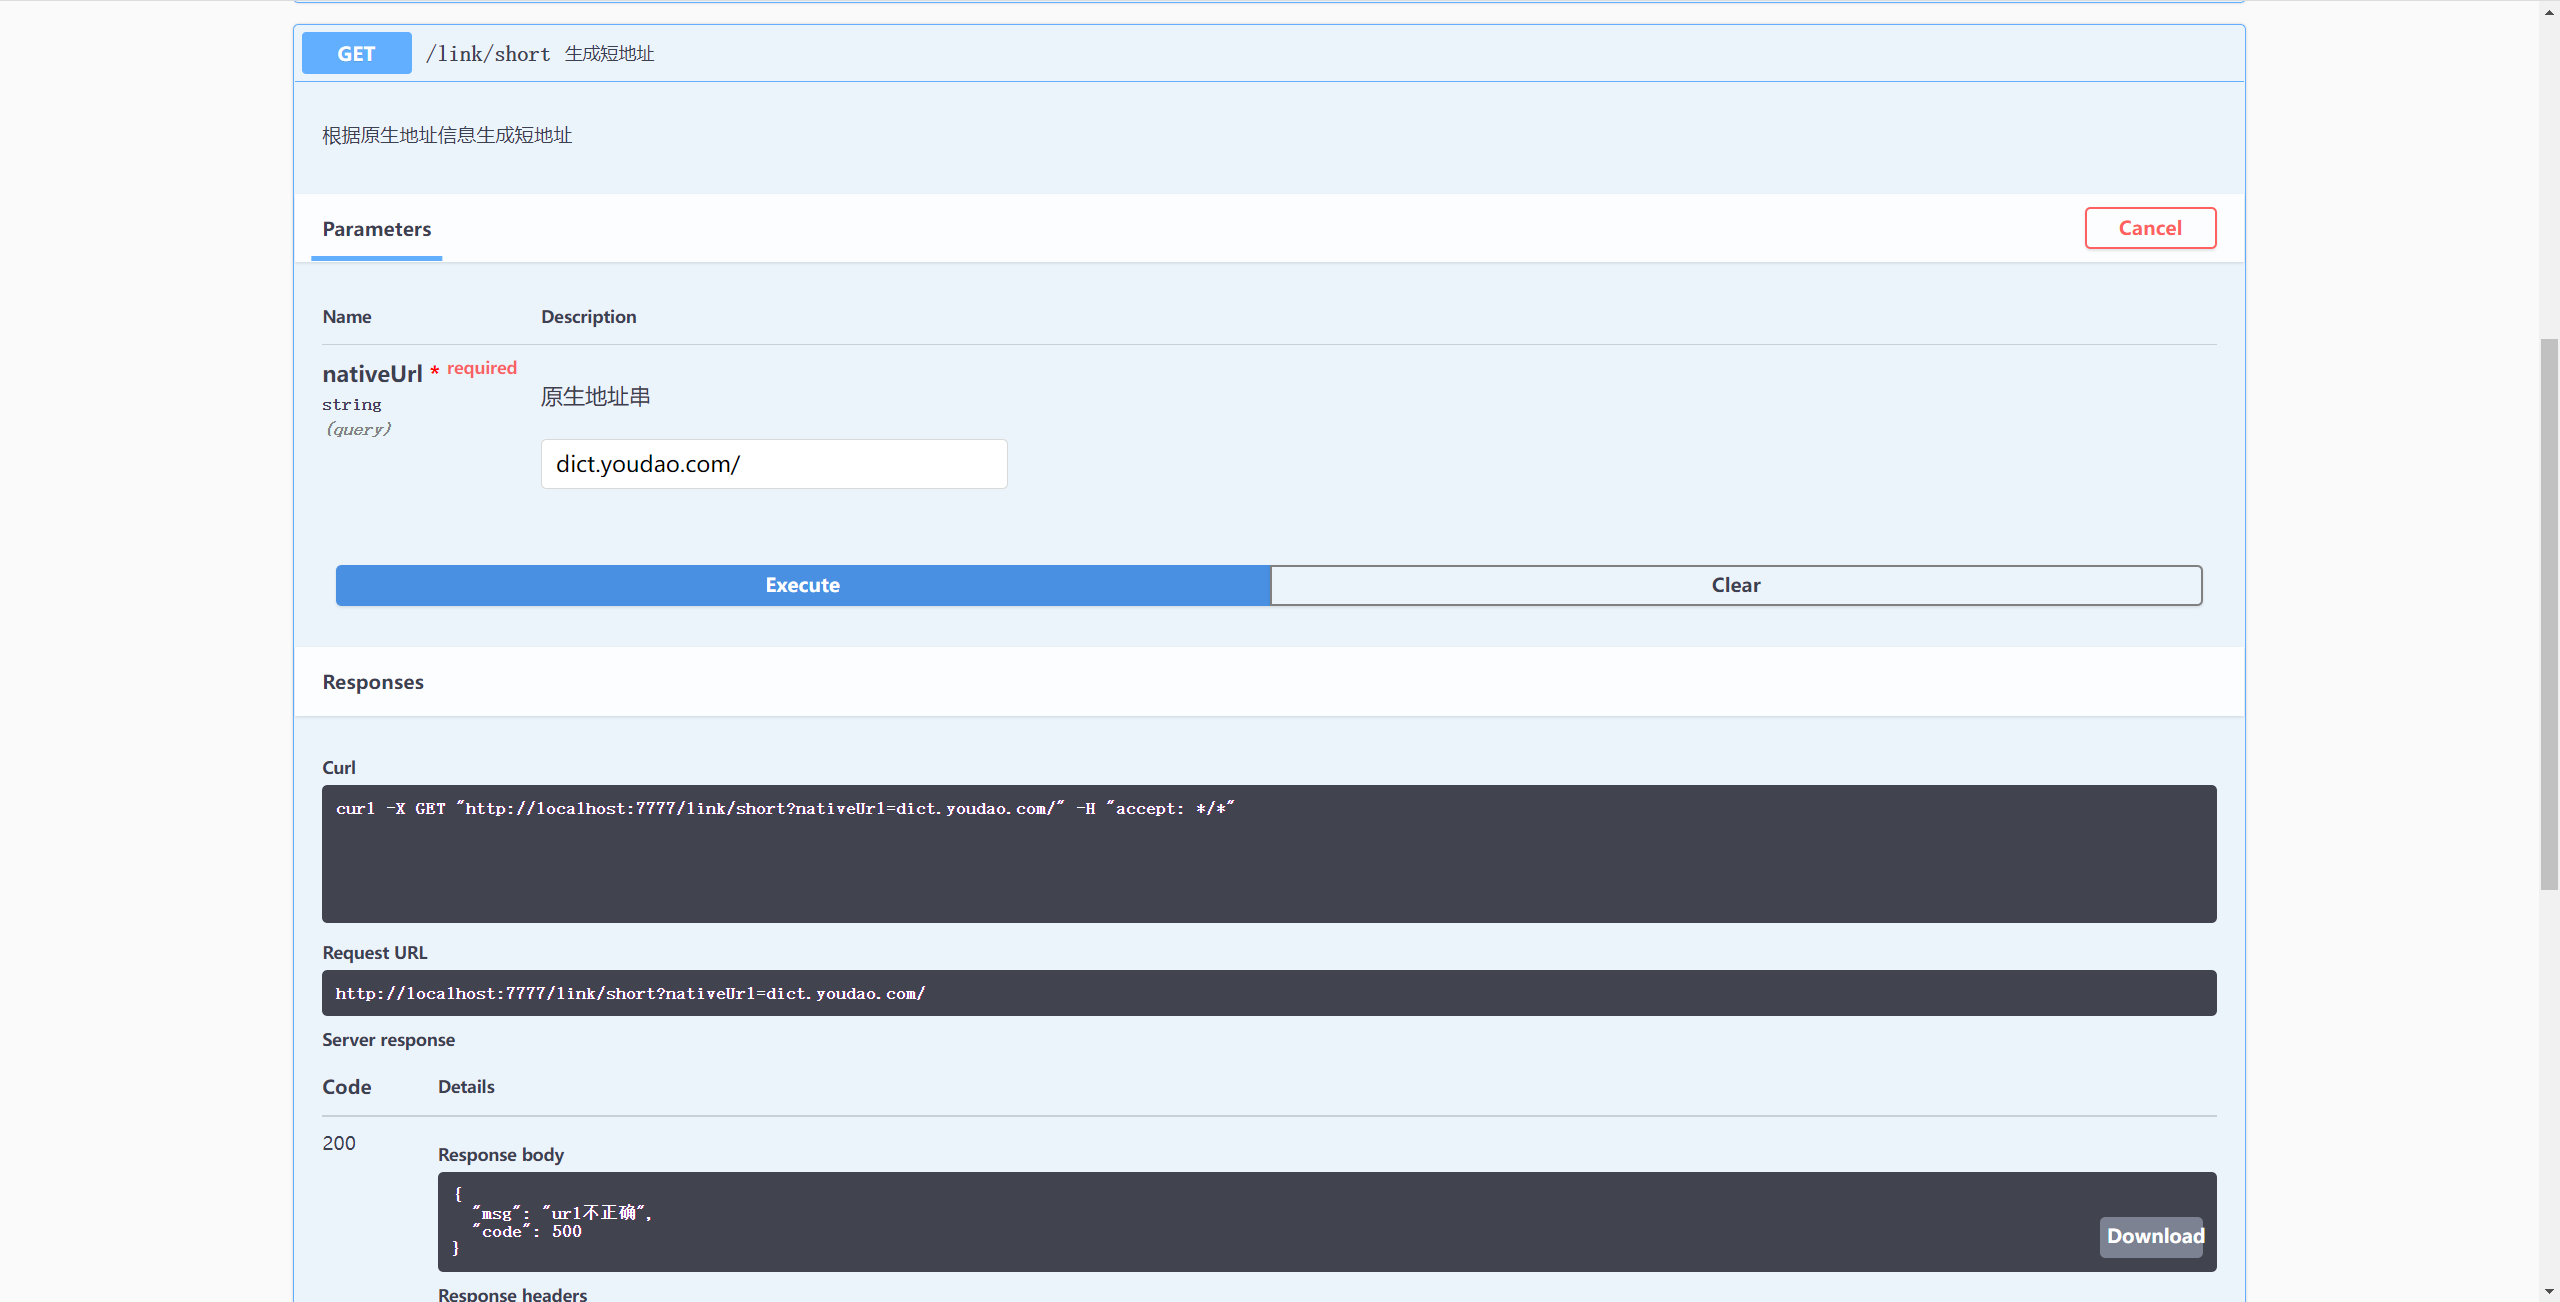 GET /link/short 生成短地址
根据原生地址信息生成短地址
Parameters Cancel
Name Description
nativeUrl * required
string
(query)
原生地址串
dict.youdao.com/
Execute Clear
Responses
Curl
curl -X GET "http://localhost:7777/link/short?nativeUrl=dict.youdao.com/" -H "accept: */*"
Request URL
http://localhost:7777/link/short?nativeUrl=dict.youdao.com/
Server response
Code Details
200
Response body
{
"msg": "url不正确",
"code": 500
}
Download
Response headers